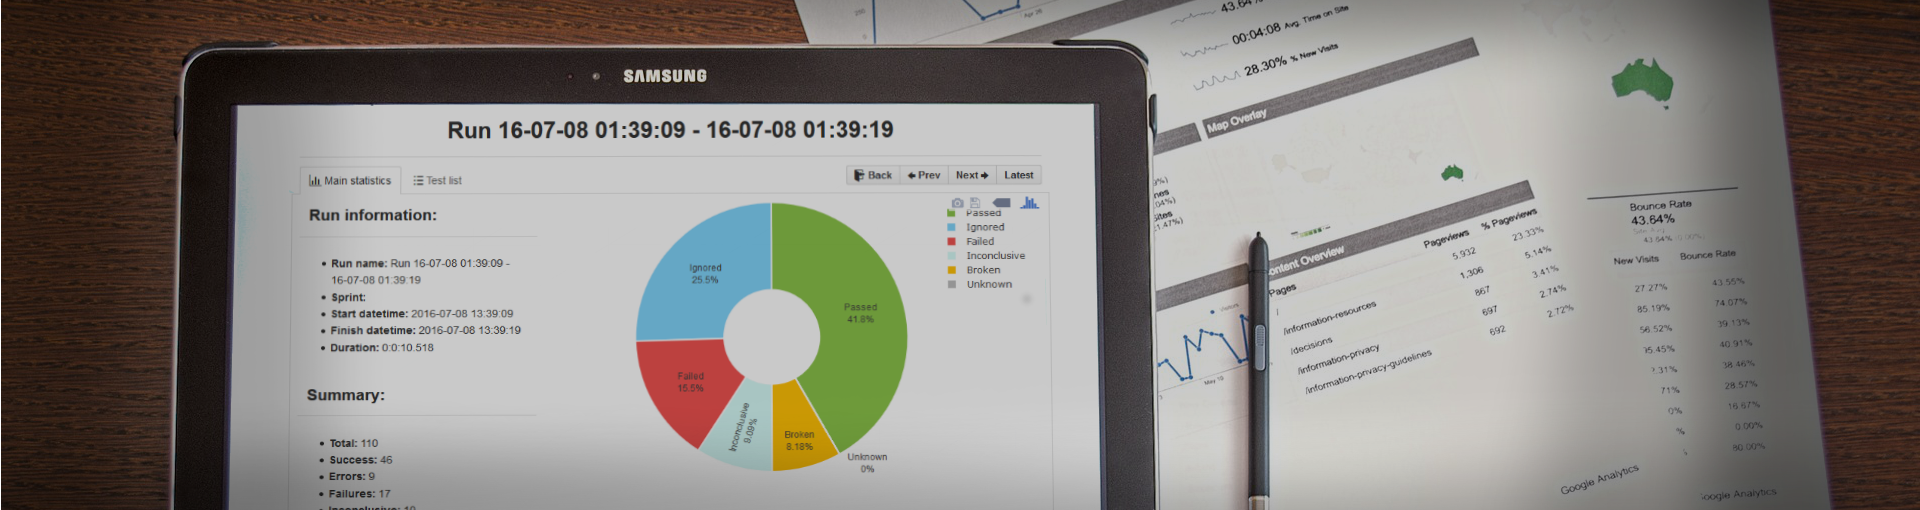 SAMSUNG
Run 16-07-08 01:39:09 - 16-07-08 01:39:19
Main statistics
Test list
Back
Prev
Next
Latest
Run information:
Run name: Run 16-07-08 01:39:09 -
16-07-08 01:39:19
Sprint:
Start datetime: 2016-07-08 13:39:09
Finish datetime: 2016-07-08 13:39:19
Duration: 0:0:10.518
Summary:
Total: 110
Success: 46
Errors: 9
Failures: 17
Ignored
25.5%
Passed
41.8%
Failed
15.5%
Inconclusive
9.09%
Broken
8.18%
Unknown
0%
Passed
Ignored
Failed
Inconclusive
Broken
Unknown
Apr 26
43.64%
00:04:08 Avg. Time on Site
28.30% % New Visits
Map Overlay
Content Overview
Pages
Pageviews
% Pageviews
/
5,932
23.33%
/information-resources
1,306
5.14%
/decisions
867
3.41%
/information-privacy
697
2.74%
/information-privacy-guidelines
692
2.72%
Visitors
May 10
Bounce Rate
43.64%
New Visits
Bounce Rate
27.27%
43.55%
85.19%
74.07%
56.52%
39.13%
35.45%
40.91%
38.46%
71%
28.57%
0%
16.67%
%
0.00%
80.00%
Google Analytics
Google Analytics